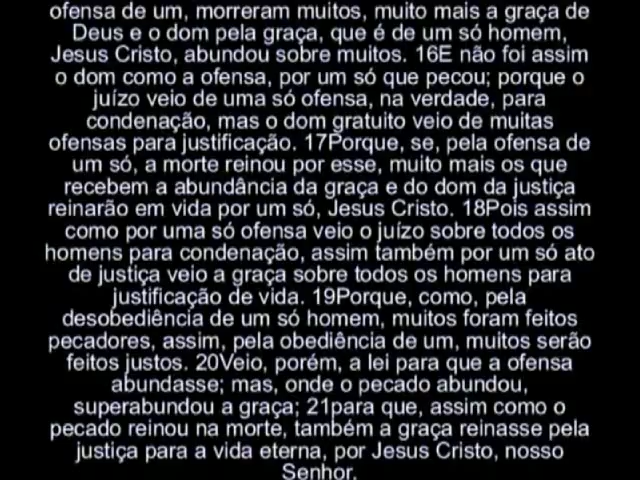 ofensa de um, morreram muitos, muito mais a graça de
Deus e o dom pela graça, que é de um só homem,
Jesus Cristo, abundou sobre muitos. 16E não foi assim
o dom como a ofensa, por um só que pecou; porque o
juízo veio de uma só ofensa, na verdade, para
condenação, mas o dom gratuito veio de muitas
ofensas para justificação. 17Porque, se, pela ofensa de
um só, a morte reinou por esse, muito mais os que
recebem a abundância da graça e do dom da justiça
reinarão em vida por um só, Jesus Cristo. 18Pois assim
como por uma só ofensa veio o juízo sobre todos os
homens para condenação, assim também por um só ato
de justiça veio a graça sobre todos os homens para
justificação de vida. 19Porque, como, pela
desobediência de um só homem, muitos foram feitos
pecadores, assim, pela obediência de um, muitos serão
feitos justos. 20Veio, porém, a lei para que a ofensa
abundasse; mas, onde o pecado abundou,
superabundou a graça; 21para que, assim como o
pecado reinou na morte, também a graça reinasse pela
justiça para a vida eterna, por Jesus Cristo, nosso
Senhor.